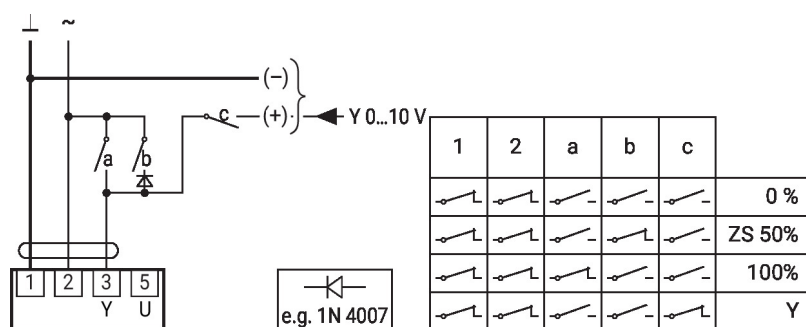 ⊥ ~
(–)
c (+) Y 0...10 V
a b
1 2 3 5
Y U
e.g. 1N 4007
1 2 a b c
0 %
ZS 50%
100%
Y